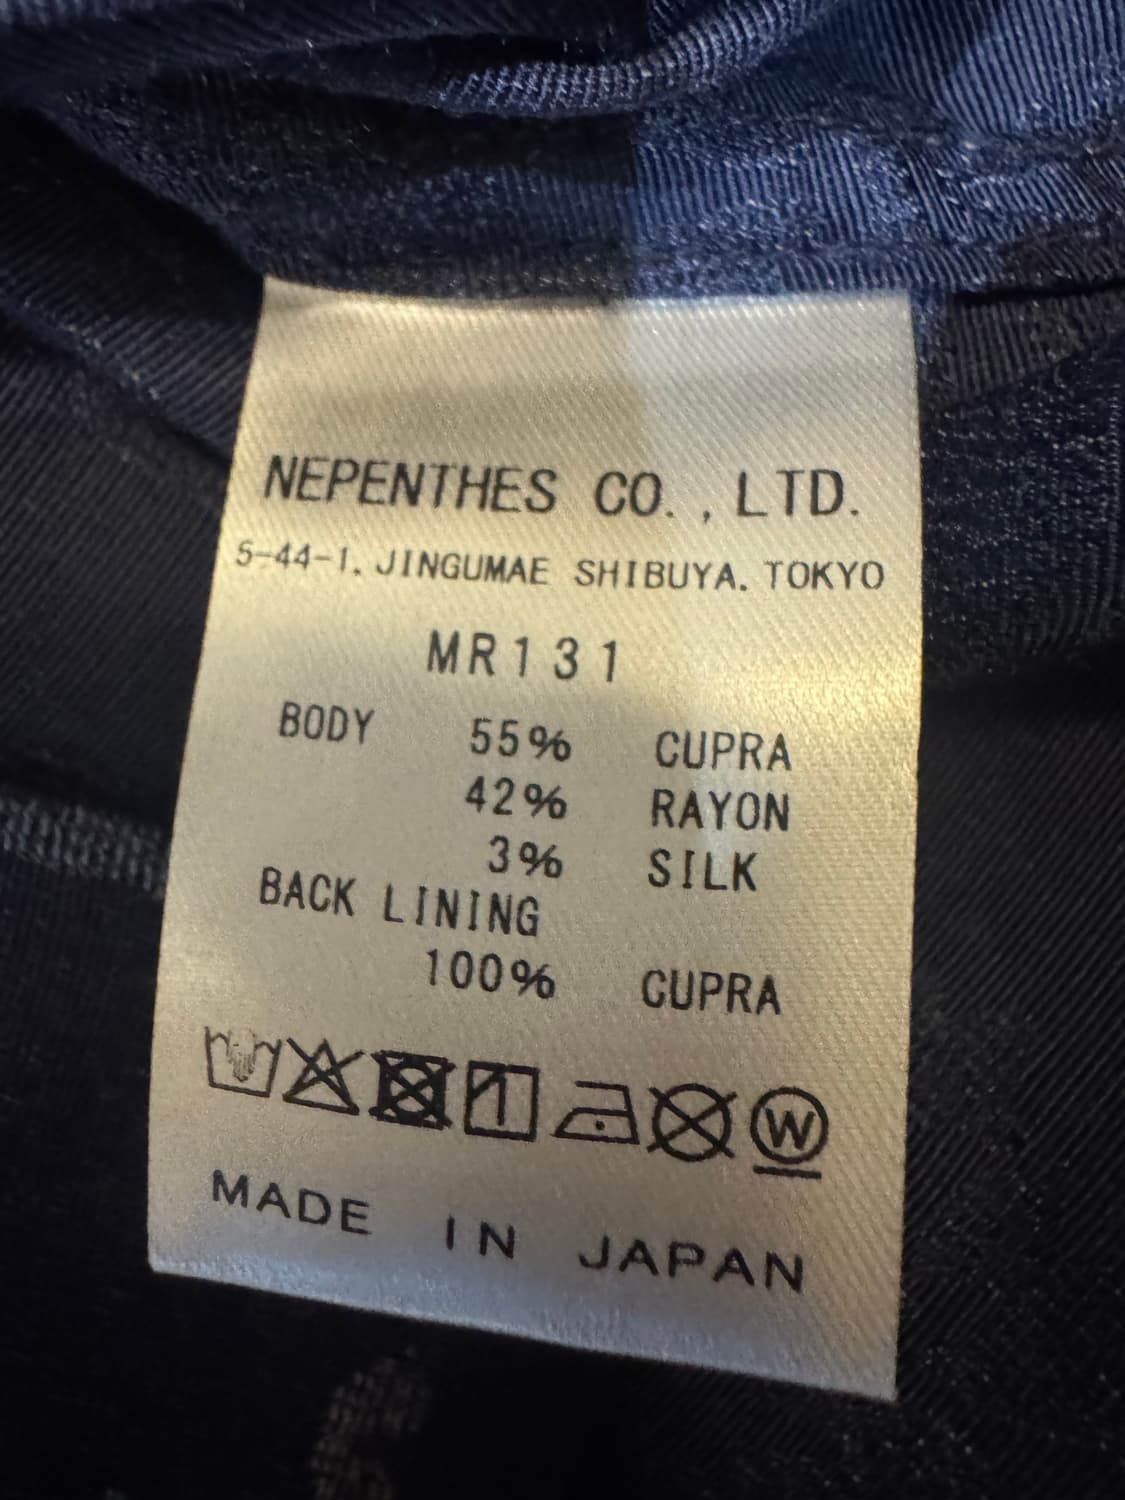 NEPENTHES CO., LTD.
5-44-1. JINGUMAE SHIBUYA. TOKYO
MR131
BODY 55% CUPRA
42% RAYON
3% SILK
BACK LINING
100% CUPRA
W
MADE IN JAPAN